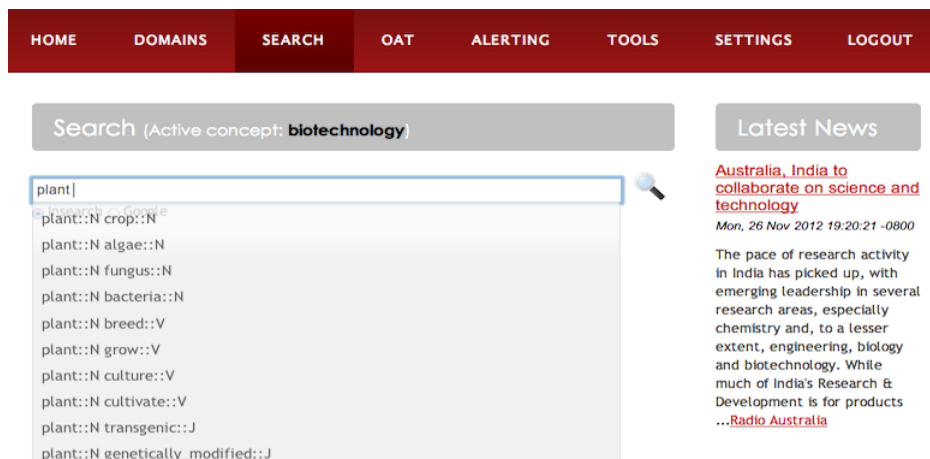 HOME DOMAINS SEARCH OAT ALERTING TOOLS SETTINGS LOGOUT
Search (Active concept: biotechnology)
plant
Insearch Google
plant::N crop::N
plant::N algae::N
plant::N fungus::N
plant::N bacteria::N
plant::N breed::V
plant::N grow::V
plant::N culture::V
plant::N cultivate::V
plant::N transgenic::J
plant::N genetically_modified::J
Latest News
Australia, India to
collaborate on science and
technology
Mon, 26 Nov 2012 19:20:21 -0800
The pace of research activity
in India has picked up, with
emerging leadership in several
research areas, especially
chemistry and, to a lesser
extent, engineering, biology
and biotechnology. While
much of India's Research &
Development is for products
...Radio Australia